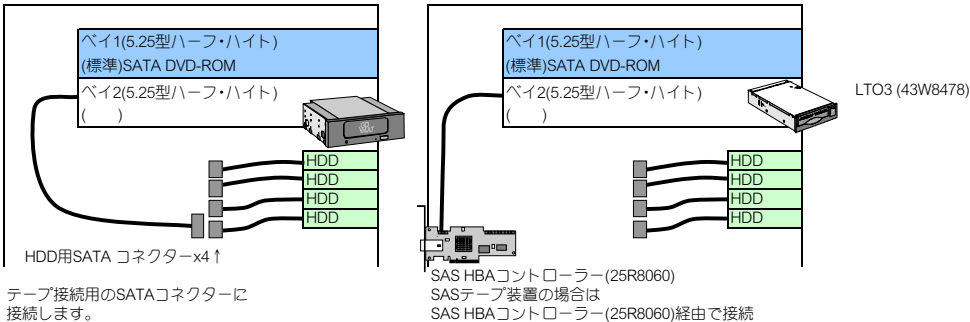 ベイ1(5.25型ハーフ・ハイト)
(標準)SATA DVD-ROM
ベイ2(5.25型ハーフ・ハイト)
(　　)
HDD
HDD
HDD
HDD
HDD用SATA コネクターx4↑
テープ接続用のSATAコネクターに
接続します。
ベイ1(5.25型ハーフ・ハイト)
(標準)SATA DVD-ROM
ベイ2(5.25型ハーフ・ハイト)
(　　)
LTO3 (43W8478)
HDD
HDD
HDD
HDD
SAS HBAコントローラー(25R8060)
SASテープ装置の場合は
SAS HBAコントローラー(25R8060)経由で接続